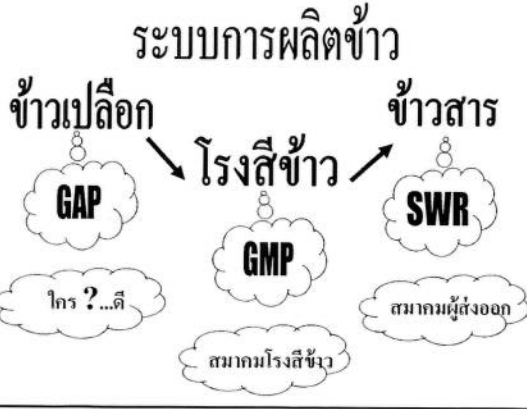 ระบบการผลิตข้าว
ข้าวเปลือก
โรงสีข้าว
ข้าวสาร
GAP
GMP
SWR
ใคร ?...ดี
สมาคมโรงสีข้าว
สมาคมผู้ส่งออก